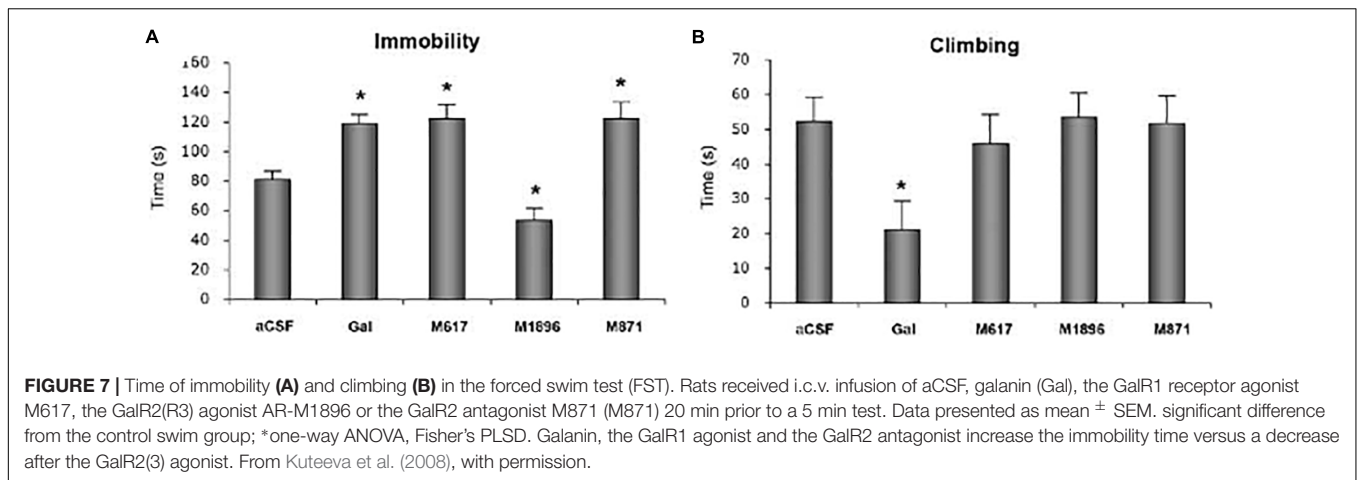 A
Immobility
160
140
120
100
80
60
40
20
0
Time (s)
*
*
*
*
aCSF Gal M617 M1896 M871
B
Climbing
70
60
50
40
30
20
10
0
Time (s)
*
aCSF Gal M617 M1896 M871
FIGURE 7 | Time of immobility (A) and climbing (B) in the forced swim test (FST). Rats received i.c.v. infusion of aCSF, galanin (Gal), the GalR1 receptor agonist
M617, the GalR2(R3) agonist AR-M1896 or the GalR2 antagonist M871 (M871) 20 min prior to a 5 min test. Data presented as mean ± SEM. significant difference
from the control swim group; *one-way ANOVA, Fisher's PLSD. Galanin, the GalR1 agonist and the GalR2 antagonist increase the immobility time versus a decrease
after the GalR2(3) agonist. From Kuteeva et al. (2008), with permission.